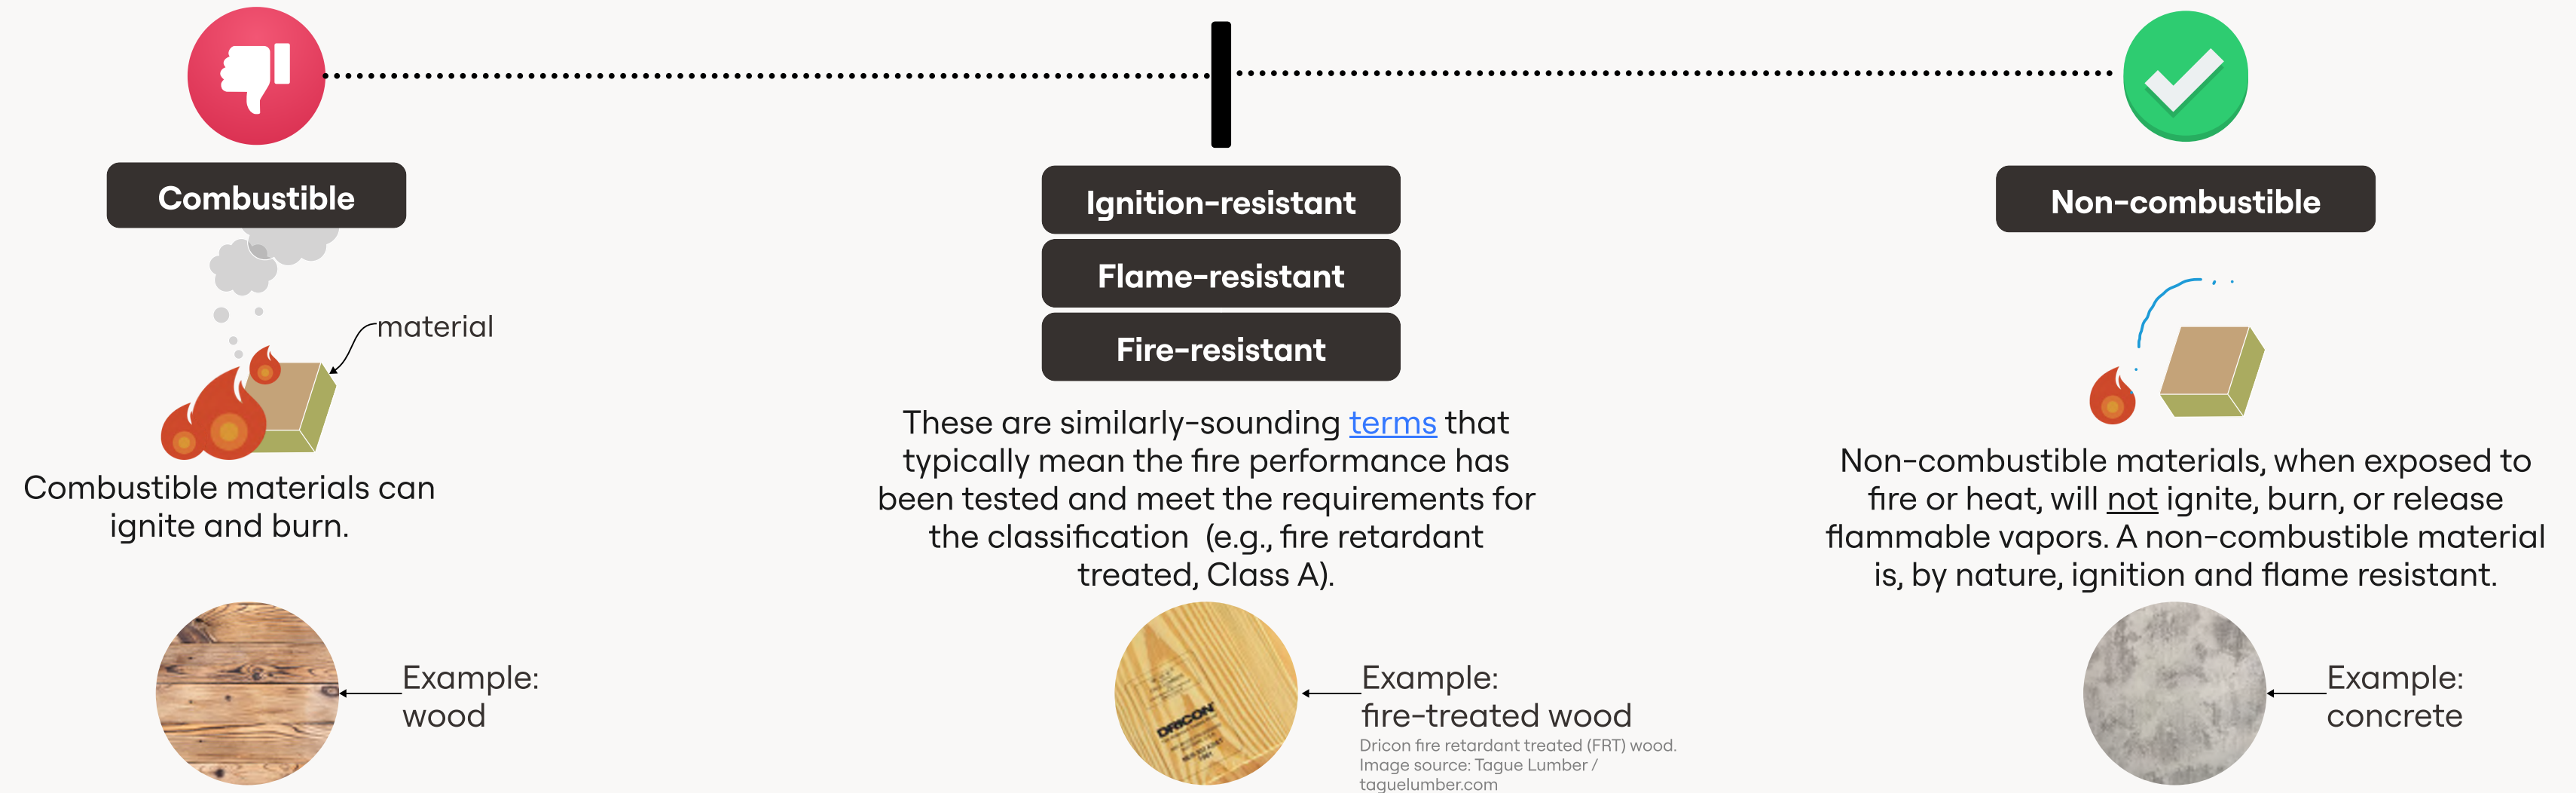 Combustible
material
Combustible materials can
ignite and burn.
Example:
wood
Ignition-resistant
Flame-resistant
Fire-resistant
These are similarly-sounding terms that
typically mean the fire performance has
been tested and meet the requirements for
the classification  (e.g., fire retardant
treated, Class A).
DRICON
Example:
fire-treated wood
Dricon fire retardant treated (FRT) wood.
Image source: Tague Lumber /
taguelumber.com
Non-combustible
Non-combustible materials, when exposed to
fire or heat, will not ignite, burn, or release
flammable vapors. A non-combustible material
is, by nature, ignition and flame resistant.
Example:
concrete